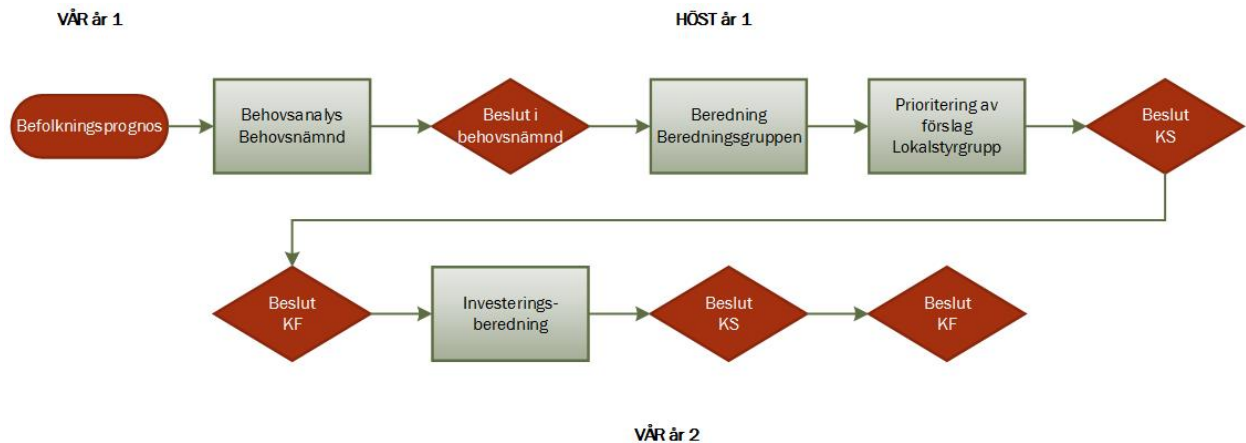 VÅR år 1
HÖST år 1
Befolkningsprognos
Behovsanalys
Behovsnämnd
Beslut i
behovsnämnd
Beredning
Beredningsgruppen
Prioritering av
förslag
Lokalstyrgrupp
Beslut
KS
Beslut
KF
Investerings-
beredning
Beslut
KS
Beslut
KF
VÅR år 2